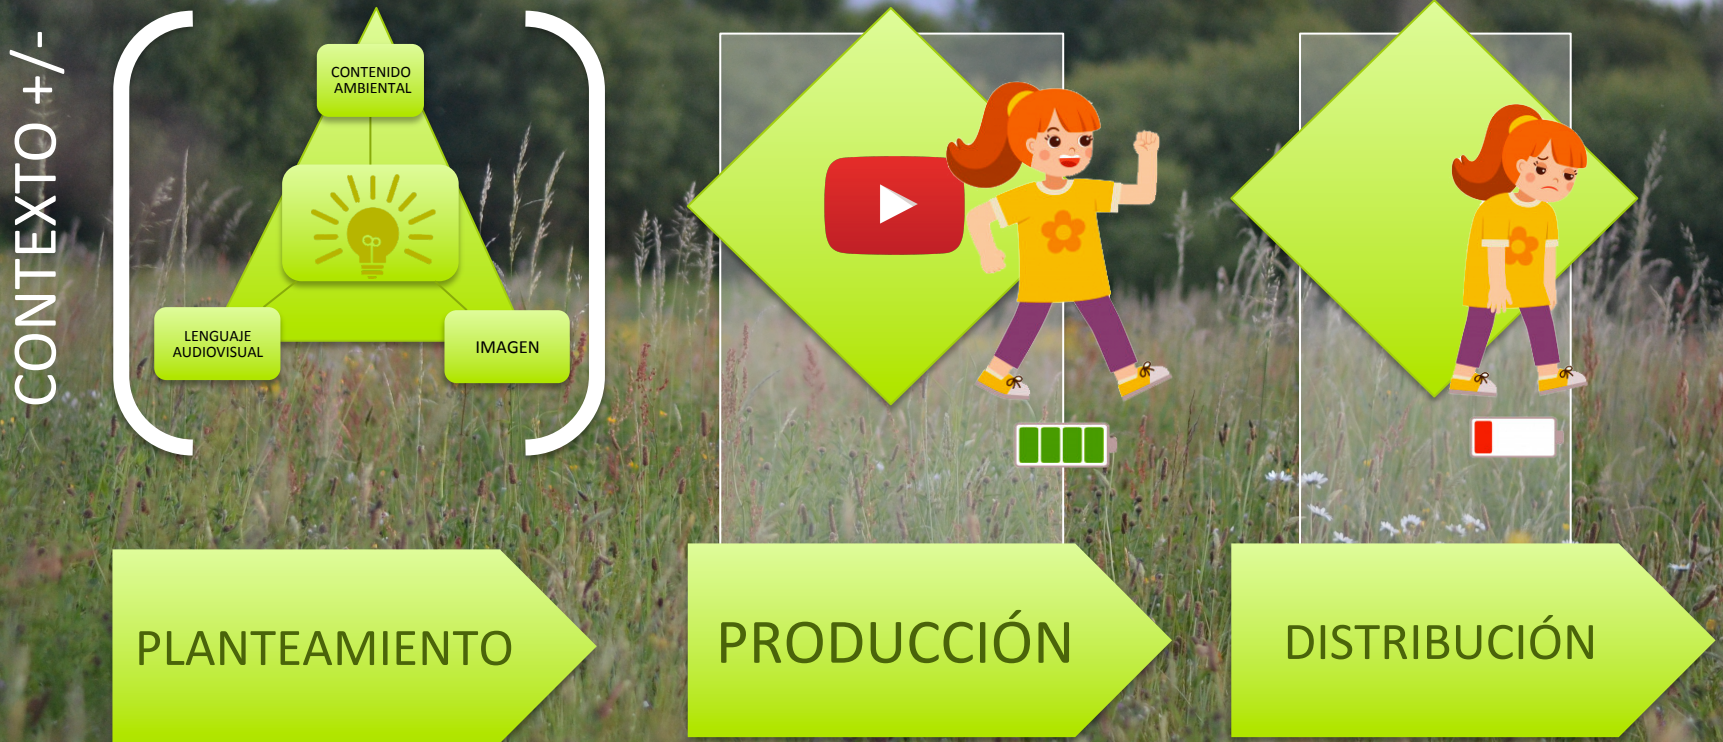 CONTEXTO +/-
CONTENIDO
AMBIENTAL
LENGUAJE
AUDIOVISUAL
IMAGEN
PLANTEAMIENTO
PRODUCCIÓN
DISTRIBUCIÓN